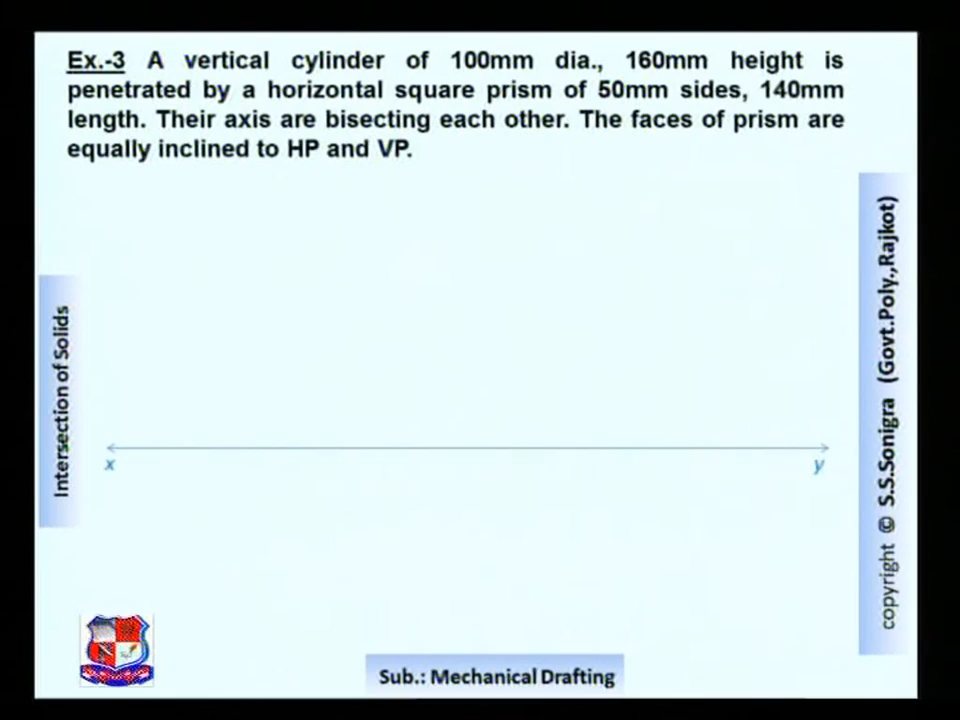 Ex.-3 A vertical cylinder of 100mm dia., 160mm height is
penetrated by a horizontal square prism of 50mm sides, 140mm
length. Their axis are bisecting each other. The faces of prism are
equally inclined to HP and VP.
Intersection of Solids
copyright © S.S.Sonigra (Govt.Poly.,Rajkot)
x
y
Sub.: Mechanical Drafting